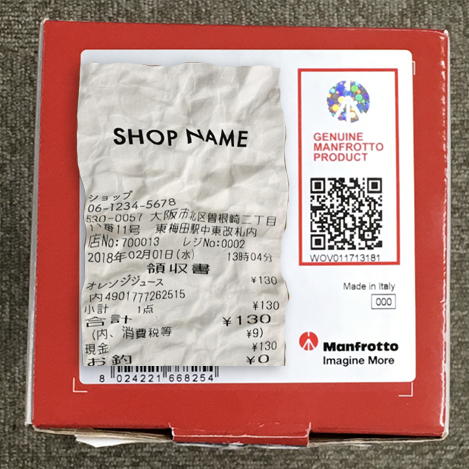 SHOP NAME
ショップ
06-1234-5678
530-0057 大阪市北区曽根崎二丁目
11号 東梅田駅中東改札内
店No:700013 レジNo:0002
2018年02月01日(水) 13時04分
領収書
オレンジジュース ¥130
内4901777262515
小計 1点 ¥130
合計 ¥130
(内、消費税等 ¥9)
現金 ¥130
お釣 ¥0
8 024221 668254
GENUINE
MANFROTTO
PRODUCT
WOV011713181
Made in Italy
000
Manfrotto
Imagine More